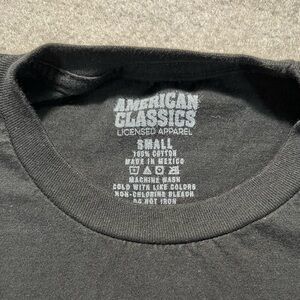 AMERICAN
CLASSICS
LICENSED APPAREL
SMALL
100% COTTON
MADE IN MEXICO
MACHINE WASH
COLD WITH LIKE COLORS
NON-CHLORINE BLEACH
DO NOT IRON